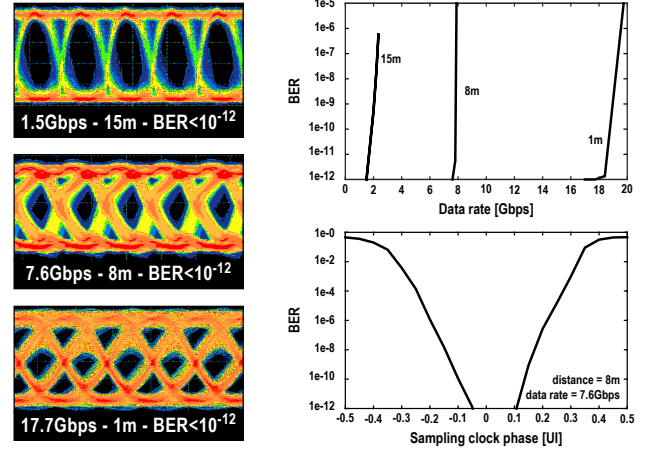 1.5Gbps - 15m - BER<10-12
7.6Gbps - 8m - BER<10-12
17.7Gbps - 1m - BER<10-12
1e-5
1e-6
1e-7
1e-8
1e-9
1e-10
1e-11
1e-12
BER
15m
8m
1m
0 2 4 6 8 10 12 14 16 18 20
Data rate [Gbps]
1e-0
1e-2
1e-4
1e-6
1e-8
1e-10
1e-12
BER
distance = 8m
data rate = 7.6Gbps
-0.5 -0.4 -0.3 -0.2 -0.1 0 0.1 0.2 0.3 0.4 0.5
Sampling clock phase [UI]